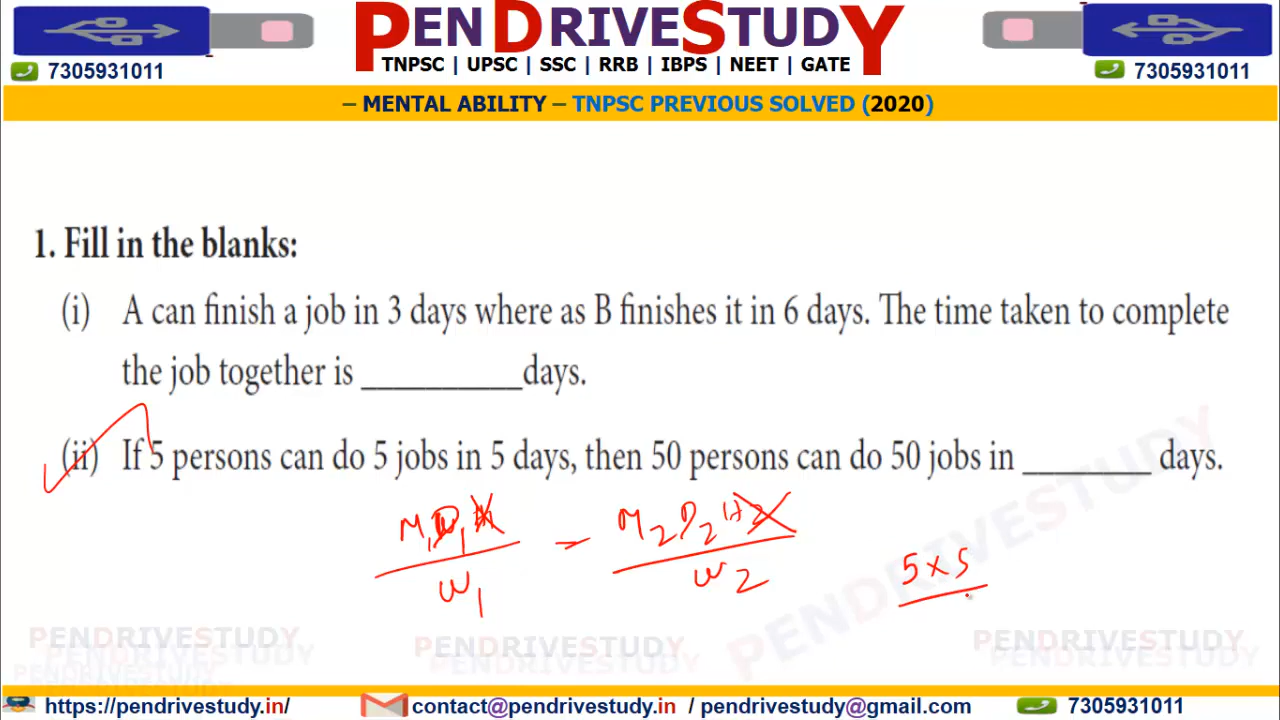 PENDRIVESTUDY
TNPSC | UPSC | SSC | RRB | IBPS | NEET | GATE
7305931011
7305931011
– MENTAL ABILITY – TNPSC PREVIOUS SOLVED (2020)
1. Fill in the blanks:
(i) A can finish a job in 3 days where as B finishes it in 6 days. The time taken to complete
the job together is ___________days.
(ii) If 5 persons can do 5 jobs in 5 days, then 50 persons can do 50 jobs in _________ days.
M₁D₁H₁ = M₂D₂H₂
W₁ W₂
5×5
PENDRIVESTUDY
PENDRIVESTUDY
PENDRIVESTUDY
PENDRIVESTUDY
https://pendrivestudy.in/ contact@pendrivestudy.in / pendrivestudy@gmail.com 7305931011